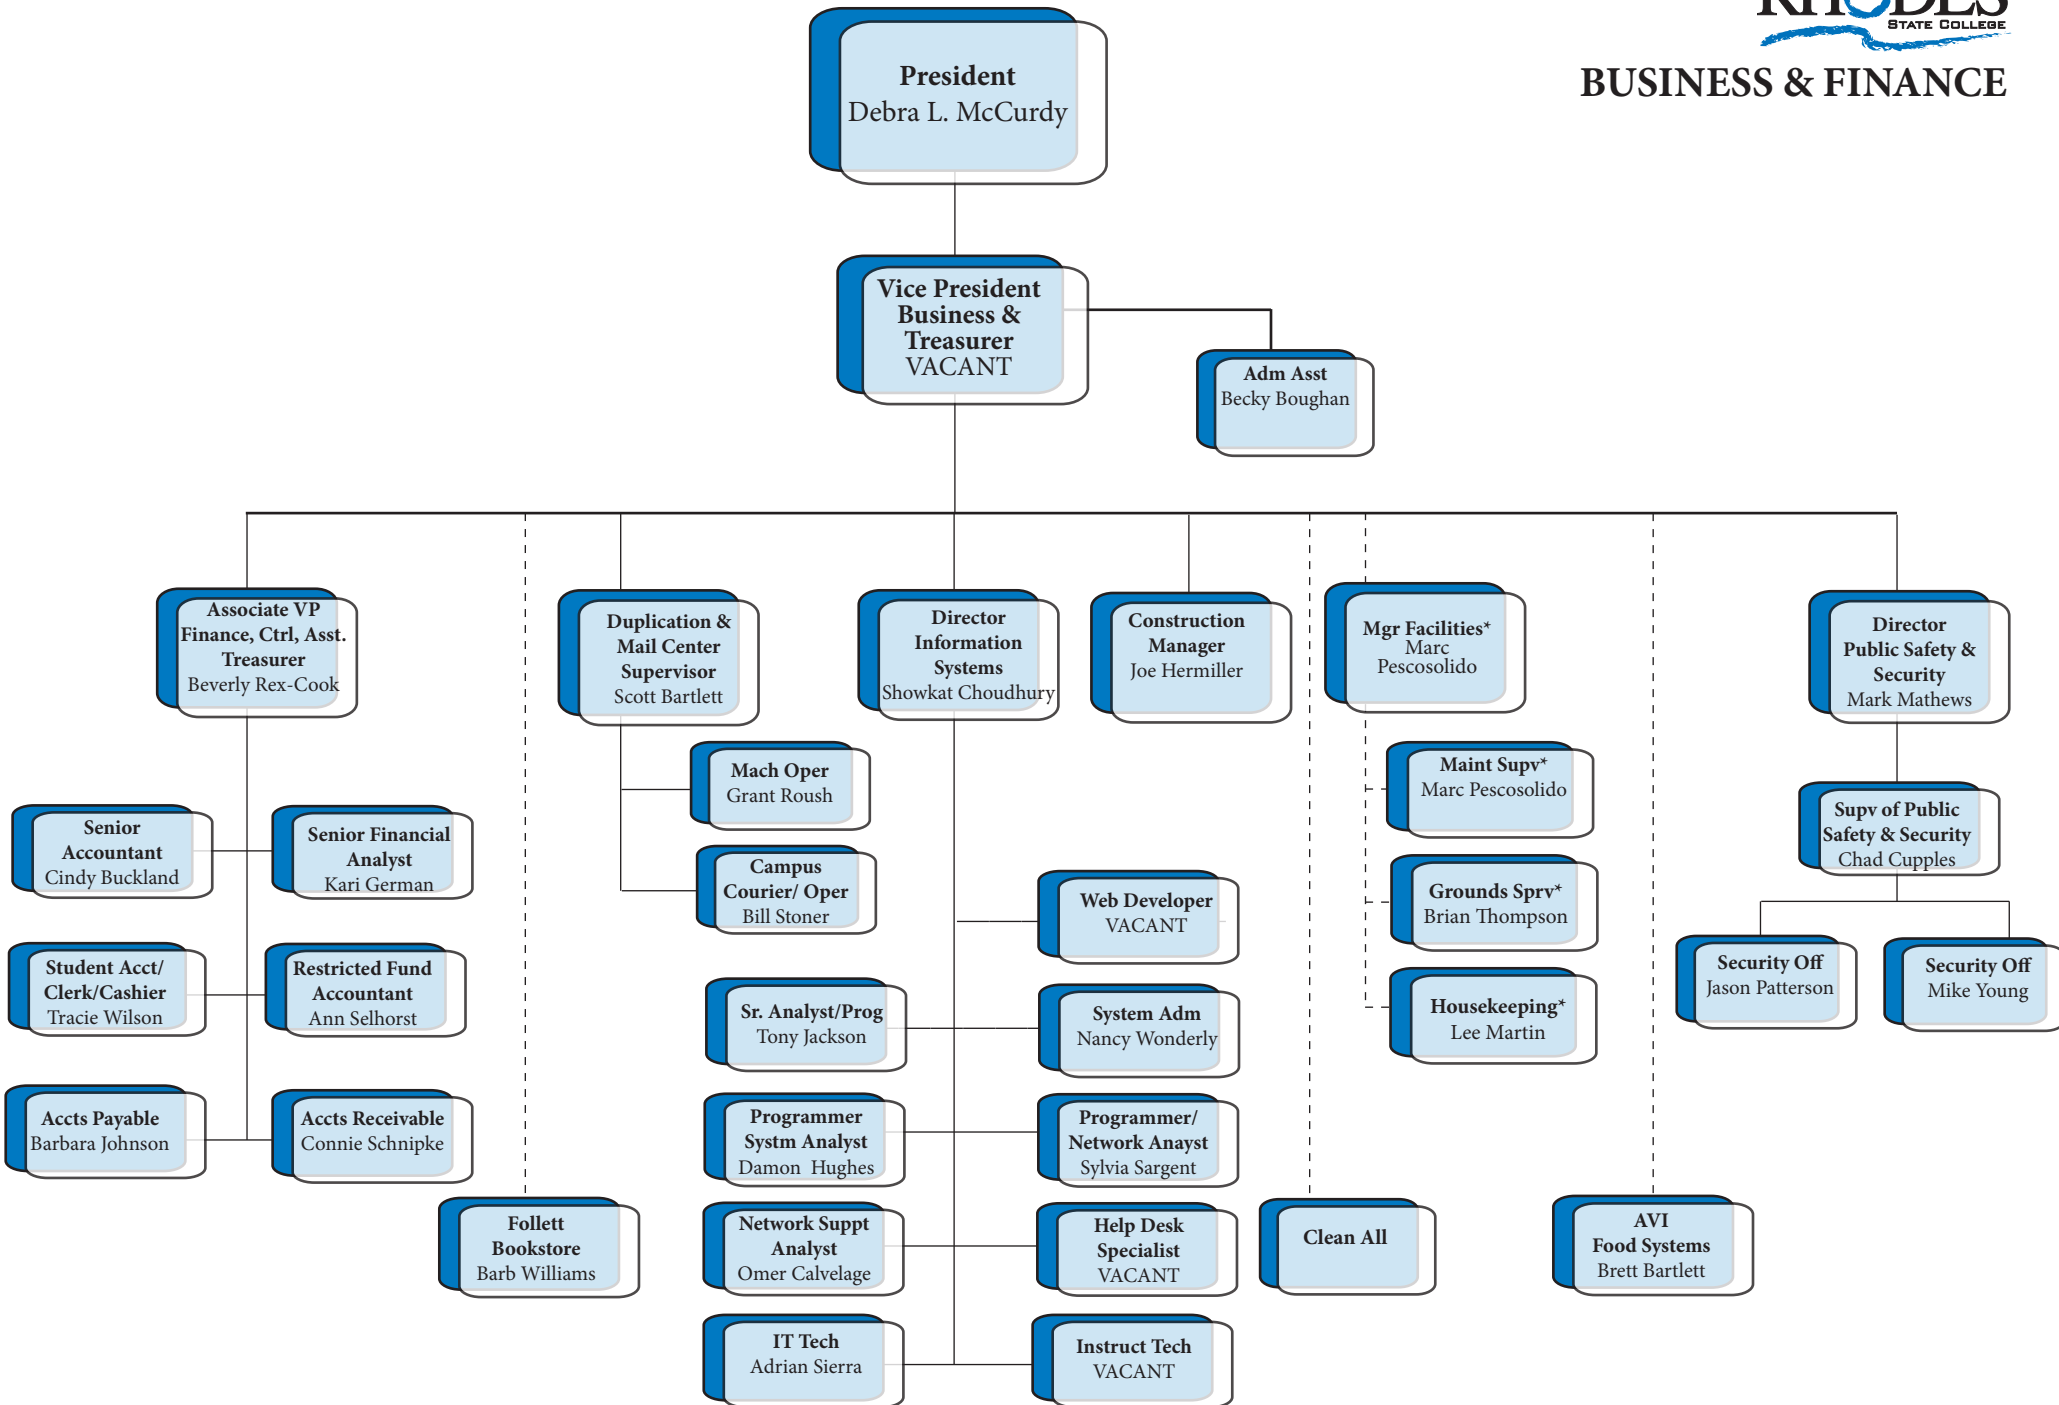 RHODES
STATE COLLEGE
BUSINESS & FINANCE
President
Debra L. McCurdy
Vice President
Business &
Treasurer
VACANT
Adm Asst
Becky Boughan
Associate VP
Finance, Ctrl, Asst.
Treasurer
Beverly Rex-Cook
Duplication &
Mail Center
Supervisor
Scott Bartlett
Director
Information
Systems
Showkat Choudhury
Construction
Manager
Joe Hermiller
Mgr Facilities*
Marc
Pescosolido
Director
Public Safety &
Security
Mark Mathews
Mach Oper
Grant Roush
Campus
Courier/ Oper
Bill Stoner
Maint Supv*
Marc Pescosolido
Grounds Sprv*
Brian Thompson
Housekeeping*
Lee Martin
Supv of Public
Safety & Security
Chad Cupples
Security Off
Jason Patterson
Security Off
Mike Young
Senior
Accountant
Cindy Buckland
Senior Financial
Analyst
Kari German
Student Acct/
Clerk/Cashier
Tracie Wilson
Restricted Fund
Accountant
Ann Selhorst
Accts Payable
Barbara Johnson
Accts Receivable
Connie Schnipke
Web Developer
VACANT
Sr. Analyst/Prog
Tony Jackson
System Adm
Nancy Wonderly
Programmer
Systm Analyst
Damon  Hughes
Programmer/
Network Anayst
Sylvia Sargent
Network Suppt
Analyst
Omer Calvelage
Help Desk
Specialist
VACANT
IT Tech
Adrian Sierra
Instruct Tech
VACANT
Follett
Bookstore
Barb Williams
Clean All
AVI
Food Systems
Brett Bartlett